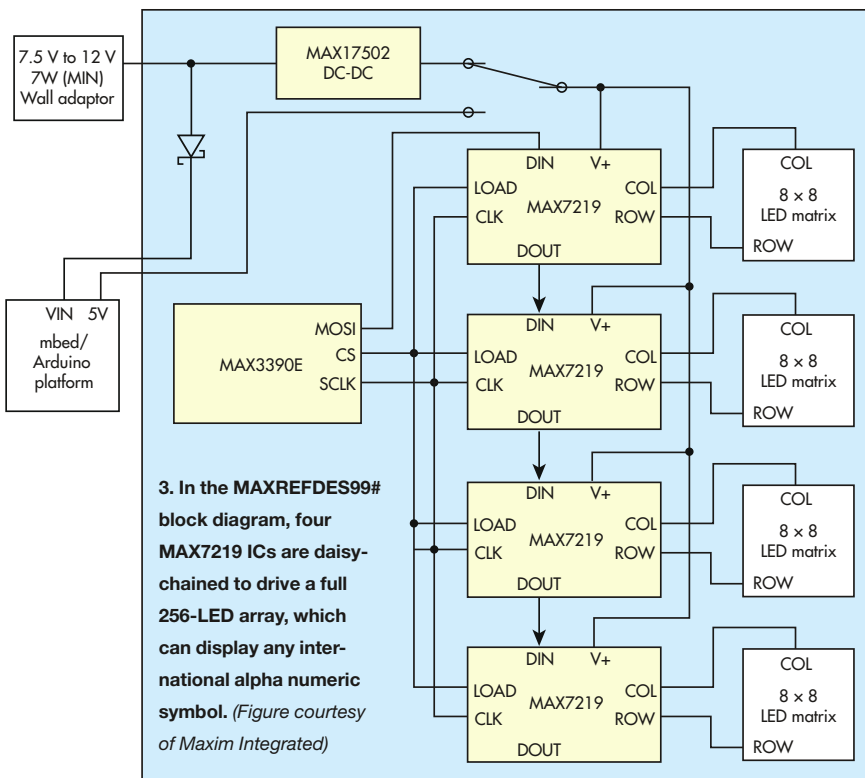 7.5 V to 12 V
7W (MIN)
Wall adaptor
MAX17502
DC-DC
VIN 5V
mbed/
Arduino
platform
MOSI
CS
MAX3390E
SCLK
DIN V+
LOAD COL
MAX7219
CLK ROW
DOUT
COL
8 × 8
LED matrix
ROW
DIN V+
LOAD COL
MAX7219
CLK ROW
DOUT
COL
8 × 8
LED matrix
ROW
DIN V+
LOAD COL
MAX7219
CLK ROW
DOUT
COL
8 × 8
LED matrix
ROW
DIN V+
LOAD COL
MAX7219
CLK ROW
DOUT
COL
8 × 8
LED matrix
ROW
3. In the MAXREFDES99#
block diagram, four
MAX7219 ICs are daisy-
chained to drive a full
256-LED array, which
can display any inter-
national alpha numeric
symbol. (Figure courtesy
of Maxim Integrated)